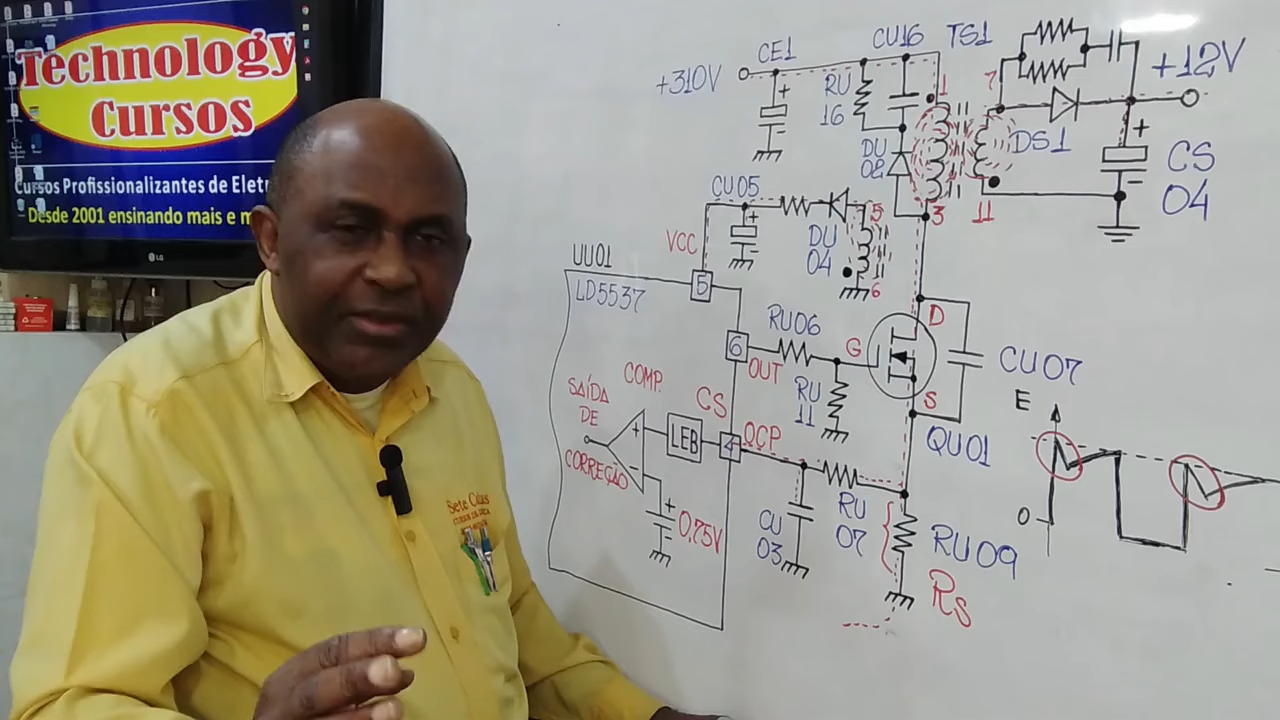 Technology
Cursos
Cursos Profissionalizantes de Eletr
Desde 2001 ensinando mais e m
LG
Sete
+310V
CE1
+
-
RU
16
CU16
TS1
1
3
DU
02
7
11
DS1
+12V
+
-
CS
04
CU05
+
-
VCC
5
DU
04
5
6
UU01
LD5537
6
OUT
RU06
RU
11
G
D
S
CU07
QU01
SAÍDA
DE
CORREÇÃO
COMP.
+
-
LEB
CS
4
OCP
+
-
0,75V
CU
03
RU
07
RU09
Rs
E
0